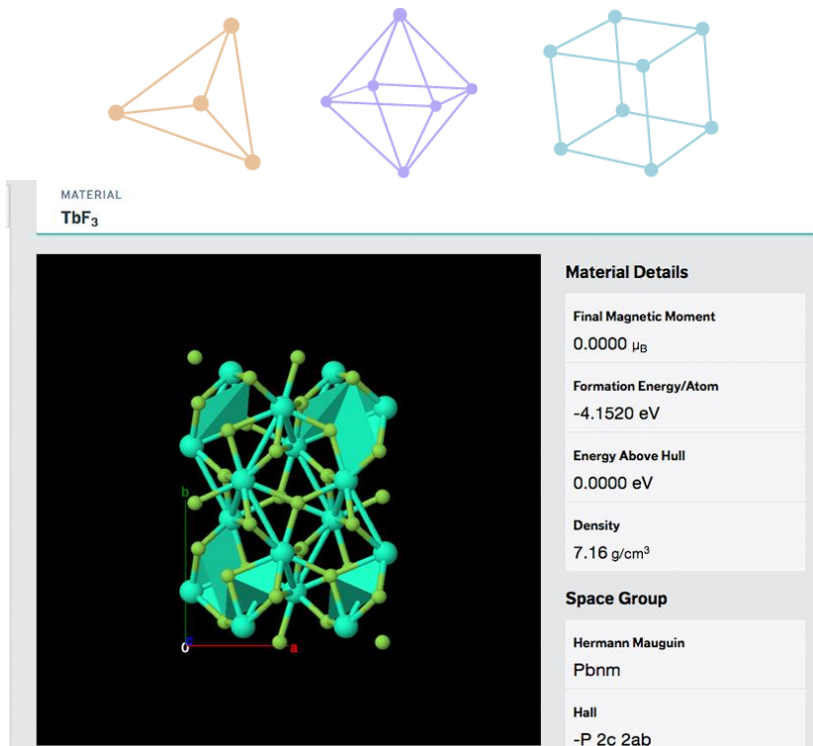 MATERIAL
TbF₃
Material Details
Final Magnetic Moment
0.0000 μB
Formation Energy/Atom
-4.1520 eV
Energy Above Hull
0.0000 eV
Density
7.16 g/cm³
Space Group
Hermann Mauguin
Pbnm
Hall
-P 2c 2ab
b
0
a